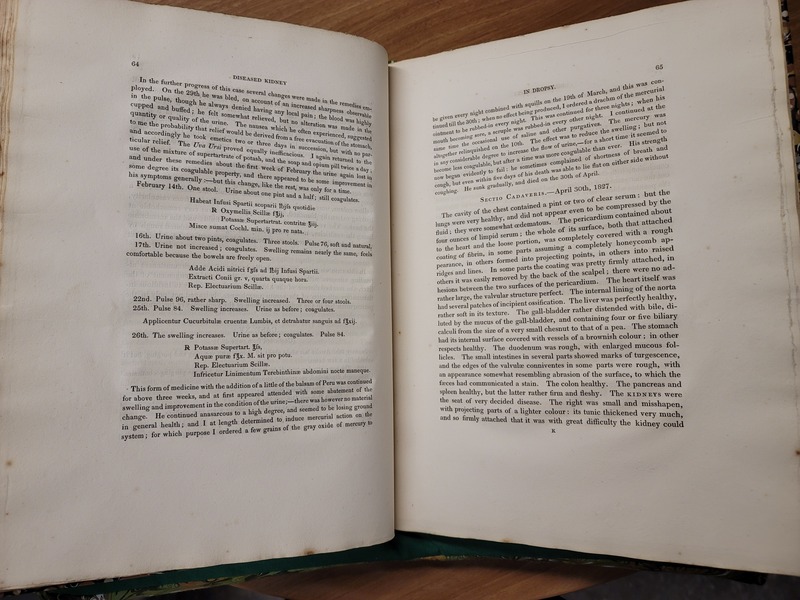 64
DISEASED KIDNEY
In the further progress of this case several changes were made in the remedies em-
ployed. On the 29th he was bled, on account of an increased sharpness observable
in the pulse, though he always denied having any local pain; the blood was highly
cupped and buffed; he felt somewhat relieved, but no alteration was made in the
quantity or quality of the urine. The nausea which he often experienced, suggested
to me the probability that relief would be derived from a free evacuation of the stomach,
and accordingly he took emetics two or three days in succession, but with no par-
ticular relief. The Uva Ursi proved equally inefficacious. I again returned to the
use of the mixture of supertartrate of potash, and the soap and opium pill twice a day;
and under these remedies about the first week of February the urine again lost in
some degree its coagulable property, and there appeared to be some improvement in
his symptoms generally;—but this change, like the rest, was only for a time.
February 14th. One stool. Urine about one pint and a half; still coagulates.
Habeat Infusi Spartii scoparii ℥ijs quotidie
℞ Oxymellis Scillæ f℥ij.
Potassæ Supertartrat. contritæ ℥iij.
Misce sumat Cochl. min. ij pro re nata.
16th. Urine about two pints, coagulates. Three stools. Pulse 76, soft and natural.
17th. Urine not increased; coagulates. Swelling remains nearly the same, feels
comfortable because the bowels are freely open.
Adde Acidi nitrici fʒſs ad ℔ij Infusi Spartii.
Extracti Conii gr. v. quarta quaque hora.
Rep. Electuarium Scillæ.
22nd. Pulse 96, rather sharp. Swelling increased. Three or four stools.
25th. Pulse 84. Swelling increases. Urine as before; coagulates.
Applicentur Cucurbitulæ cruentæ Lumbis, et detrahatur sanguis ad f℥xij.
26th. The swelling increases. Urine as before; coagulates. Pulse 84.
℞ Potassæ Supertart. ℥ſs,
Aquæ puræ f℥x. M. sit pro potu.
Rep. Electuarium Scillæ.
Infricetur Linimentum Terebinthinæ abdomini nocte maneque.
This form of medicine with the addition of a little of the balsam of Peru was continued
for above three weeks, and at first appeared attended with some abatement of the
swelling and improvement in the condition of the urine;—there was however no material
change. He continued anasarcous to a high degree, and seemed to be losing ground
in general health; and I at length determined to induce mercurial action on the
system; for which purpose I ordered a few grains of the gray oxide of mercury to
65
IN DROPSY.
be given every night combined with squills on the 19th of March, and this was con-
tinued till the 30th; when no effect being produced, I ordered a drachm of the mercurial
ointment to be rubbed-in every night. This was continued for three nights; when his
mouth becoming sore, a scruple was rubbed-in every other night. I continued at the
same time the occasional use of saline and other purgatives. The mercury was
altogether relinquished on the 10th. The effect was to reduce the swelling; but not
in any considerable degree to increase the flow of urine,—for a short time it seemed to
become less coagulable, but after a time was more coagulable than ever. His strength
now began evidently to fail: he sometimes complained of shortness of breath and
cough, but even within five days of his death was able to lie flat on either side without
coughing. He sunk gradually, and died on the 20th of April.
SECTIO CADAVERIS.—April 30th, 1827.
The cavity of the chest contained a pint or two of clear serum: but the
lungs were very healthy, and did not appear even to be compressed by the
fluid; they were somewhat œdematous. The pericardium contained about
four ounces of limpid serum: the whole of its surface, both that attached
to the heart and the loose portion, was completely covered with a rough
coating of fibrin, in some parts assuming a completely honeycomb ap-
pearance, in others formed into projecting points, in others into raised
ridges and lines. In some parts the coating was pretty firmly attached, in
others it was easily removed by the back of the scalpel; there were no ad-
hesions between the two surfaces of the pericardium. The heart itself was
rather large, the valvular structure perfect. The internal lining of the aorta
had several patches of incipient ossification. The liver was perfectly healthy,
rather soft in its texture. The gall-bladder rather distended with bile, di-
luted by the mucus of the gall-bladder, and containing four or five biliary
calculi from the size of a very small chesnut to that of a pea. The stomach
had its internal surface covered with vessels of a brownish colour; in other
respects healthy. The duodenum was rough, with enlarged mucous fol-
licles. The small intestines in several parts showed marks of turgescence,
and the edges of the valvulæ conniventes in some parts were rough, with
an appearance somewhat resembling abrasion of the surface, to which the
fæces had communicated a stain. The colon healthy. The pancreas and
spleen healthy, but the latter rather firm and fleshy. The KIDNEYS were
the seat of very decided disease. The right was small and misshapen,
with projecting parts of a lighter colour: its tunic thickened very much,
and so firmly attached that it was with great difficulty the kidney could
K